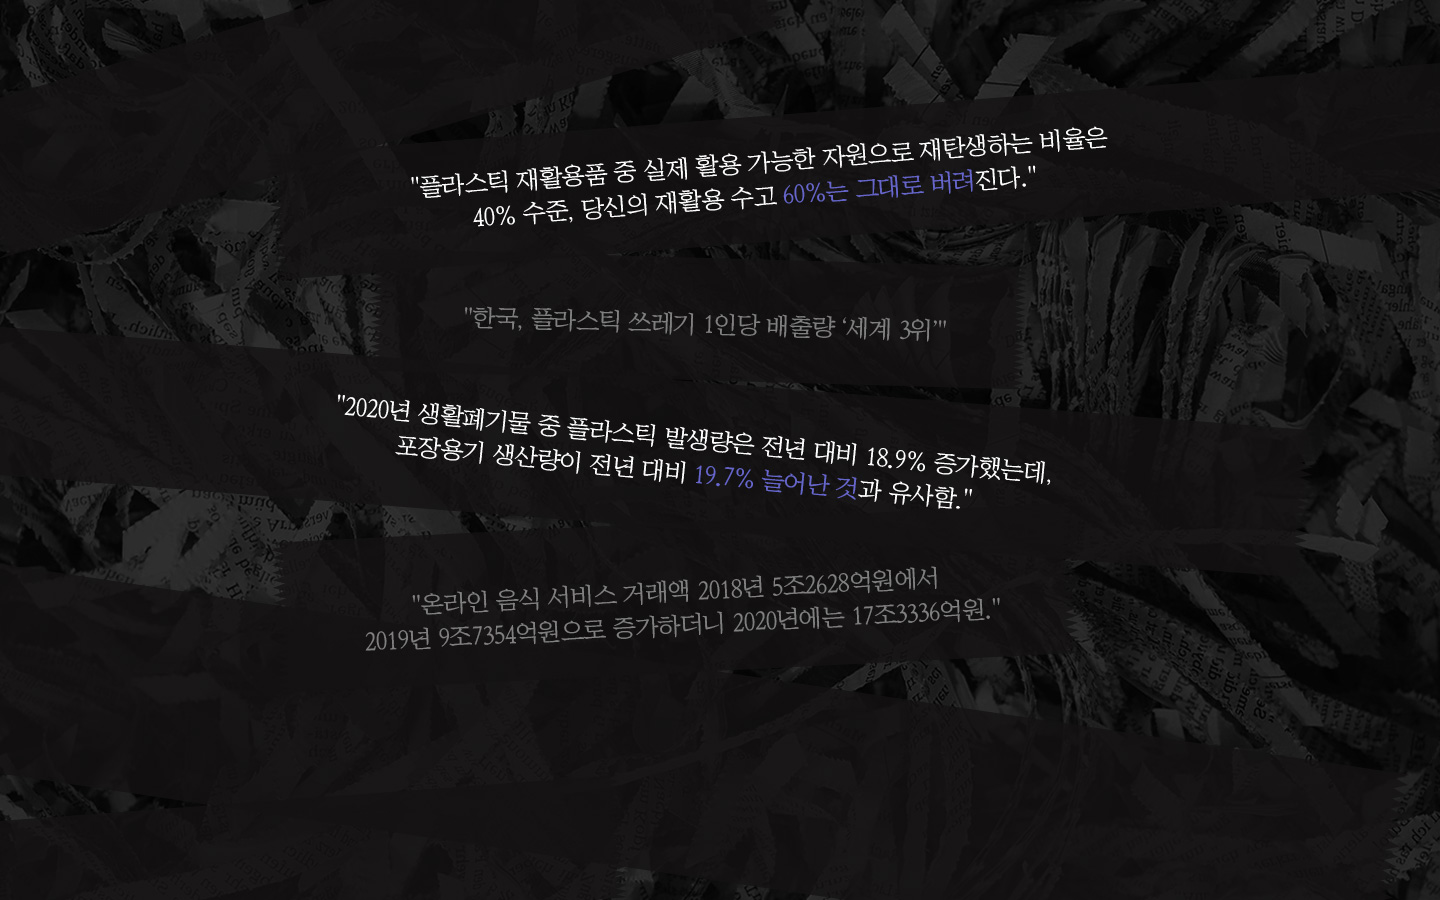 "플라스틱 재활용품 중 실제 활용 가능한 자원으로 재탄생하는 비율은
40% 수준, 당신의 재활용 수고 60%는 그대로 버려진다."
"한국, 플라스틱 쓰레기 1인당 배출량 ‘세계 3위’"
"2020년 생활폐기물 중 플라스틱 발생량은 전년 대비 18.9% 증가했는데,
포장용기 생산량이 전년 대비 19.7% 늘어난 것과 유사함."
"온라인 음식 서비스 거래액 2018년 5조2628억원에서
2019년 9조7354억원으로 증가하더니 2020년에는 17조3336억원."